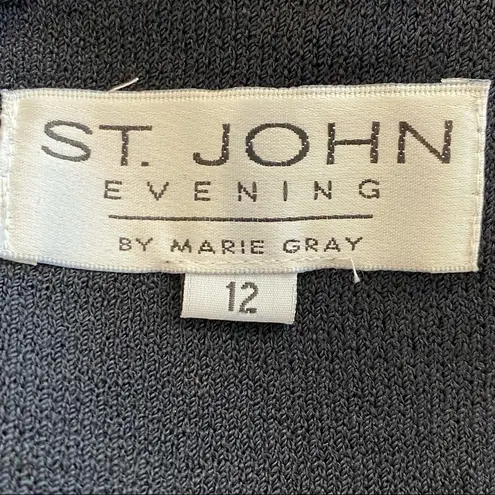 ST. JOHN
EVENING
BY MARIE GRAY
12